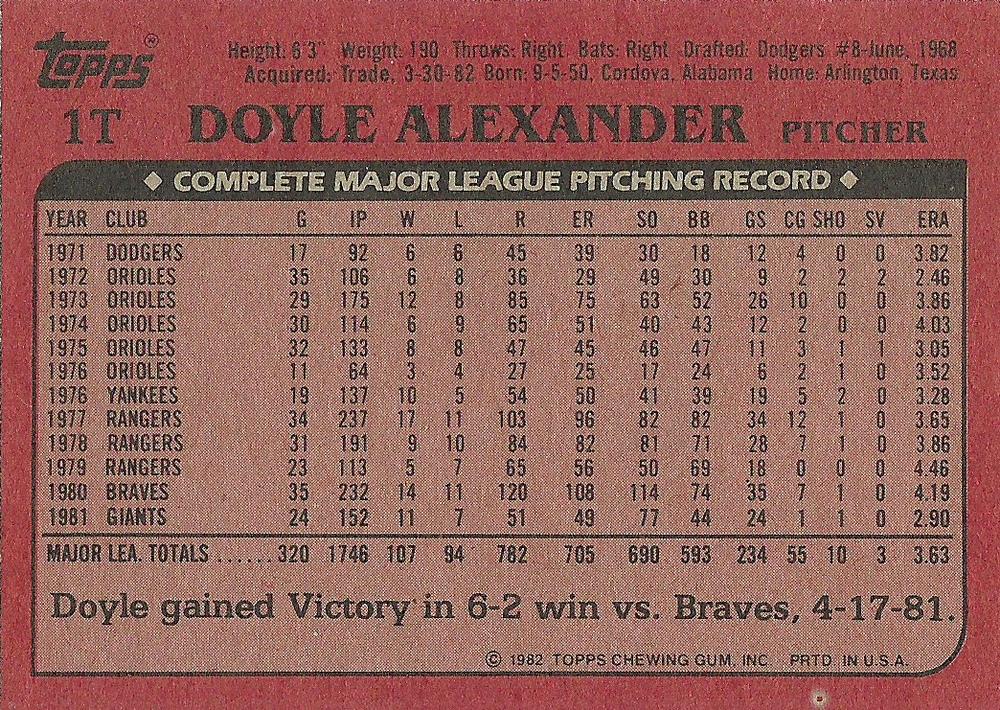 Topps®
Height: 6'3" Weight: 190 Throws: Right Bats: Right Drafted: Dodgers #8-June, 1968
Acquired: Trade, 3-30-82 Born: 9-5-50, Cordova, Alabama Home: Arlington, Texas
1T DOYLE ALEXANDER PITCHER
◆ COMPLETE MAJOR LEAGUE PITCHING RECORD ◆
YEAR CLUB G IP W L R ER SO BB GS CG SHO SV ERA
1971 DODGERS 17 92 6 6 45 39 30 18 12 4 0 0 3.82
1972 ORIOLES 35 106 6 8 36 29 49 30 9 2 2 2 2.46
1973 ORIOLES 29 175 12 8 85 75 63 52 26 10 0 0 3.86
1974 ORIOLES 30 114 6 9 65 51 40 43 12 2 0 0 4.03
1975 ORIOLES 32 133 8 8 47 45 46 47 11 3 1 1 3.05
1976 ORIOLES 11 64 3 4 27 25 17 24 6 2 1 0 3.52
1976 YANKEES 19 137 10 5 54 50 41 39 19 5 2 0 3.28
1977 RANGERS 34 237 17 11 103 96 82 82 34 12 1 0 3.65
1978 RANGERS 31 191 9 10 84 82 81 71 28 7 1 0 3.86
1979 RANGERS 23 113 5 7 65 56 50 69 18 0 0 0 4.46
1980 BRAVES 35 232 14 11 120 108 114 74 35 7 1 0 4.19
1981 GIANTS 24 152 11 7 51 49 77 44 24 1 1 0 2.90
MAJOR LEA. TOTALS ......320 1746 107 94 782 705 690 593 234 55 10 3 3.63
Doyle gained Victory in 6-2 win vs. Braves, 4-17-81.
© 1982 TOPPS CHEWING GUM, INC. PRTD. IN U.S.A.